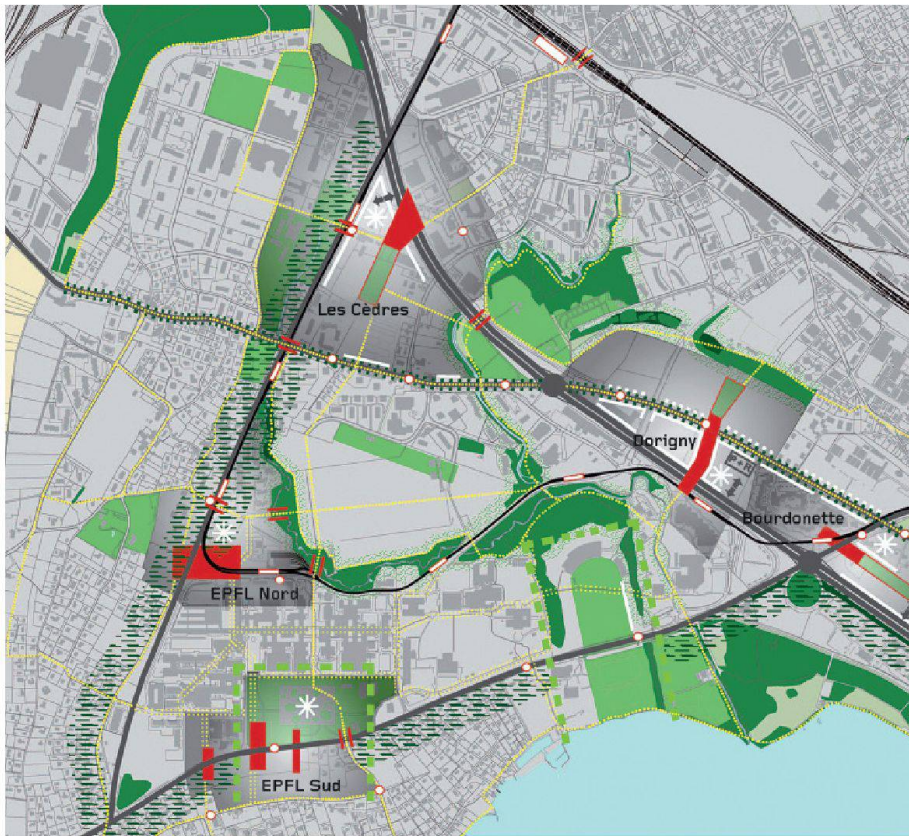 Les Cèdres
Dorigny
P+R
Bourdonette
EPFL Nord
EPFL Sud